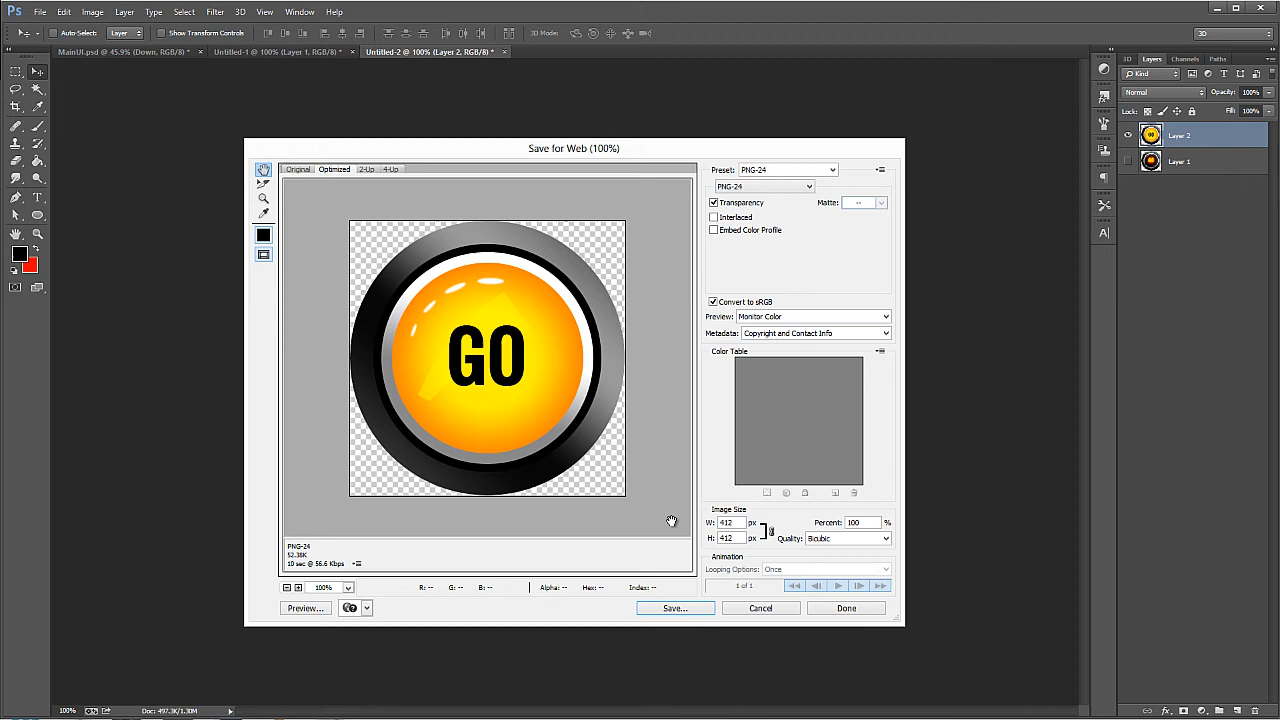 Ps File Edit Image Layer Type Select Filter 3D View Window Help
Auto-Select: Layer Show Transform Controls 3D Mode: 3D
MainUI.psd @ 45.9% (Down, RGB/8) * × Untitled-1 @ 100% (Layer 1, RGB/8) * × Untitled-2 @ 100% (Layer 2, RGB/8) * ×
3D Layers Channels Paths
Kind
Normal Opacity: 100%
Lock: Fill: 100%
Layer 2
Layer 1
Save for Web (100%)
Original Optimized 2-Up 4-Up
GO
PNG-24
52.38K
10 sec @ 56.6 Kbps
Preset: PNG-24
PNG-24
Transparency Matte: --
Interlaced
Embed Color Profile
Convert to sRGB
Preview: Monitor Color
Metadata: Copyright and Contact Info
Color Table
Image Size
W: 412 px Percent: 100 %
H: 412 px Quality: Bicubic
Animation
Looping Options: Once
1 of 1
100% R: -- G: -- B: -- Alpha: -- Hex: -- Index: --
Preview... Save... Cancel Done
100% Doc: 497.3K/1.30M